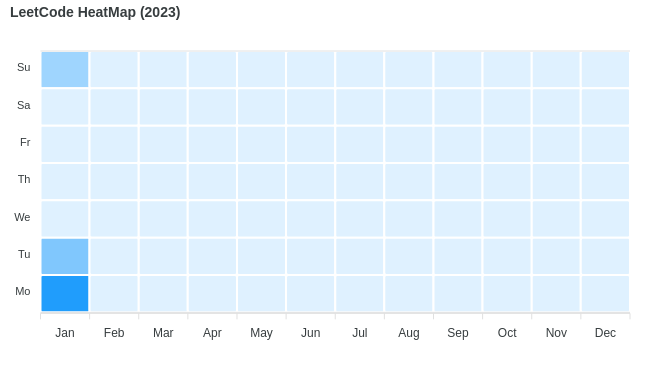 LeetCode HeatMap (2023)
Su
Sa
Fr
Th
We
Tu
Mo
Jan Feb Mar Apr May Jun Jul Aug Sep Oct Nov Dec